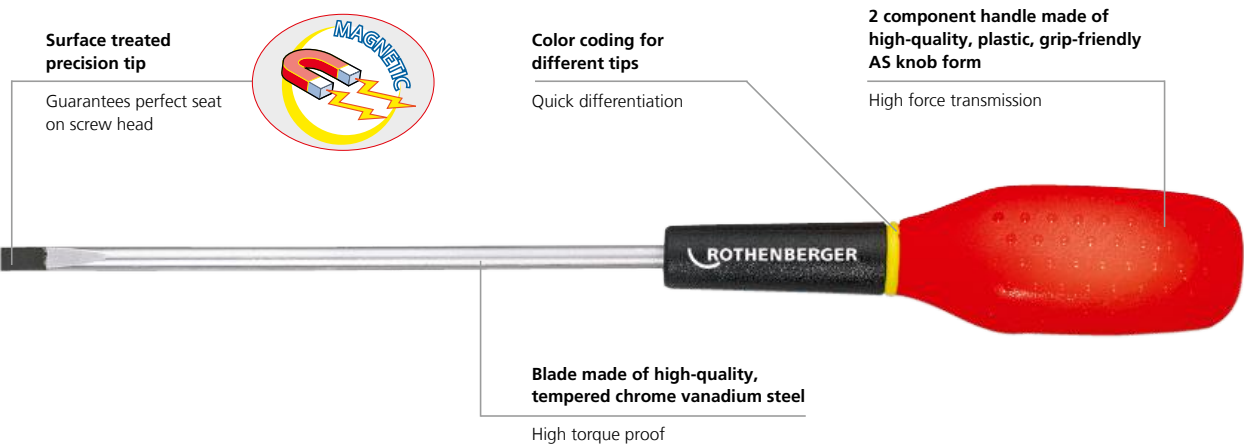 Surface treated
precision tip
Guarantees perfect seat
on screw head
MAGNETIC
Color coding for
different tips
Quick differentiation
2 component handle made of
high-quality, plastic, grip-friendly
AS knob form
High force transmission
ROTHENBERGER
Blade made of high-quality,
tempered chrome vanadium steel
High torque proof